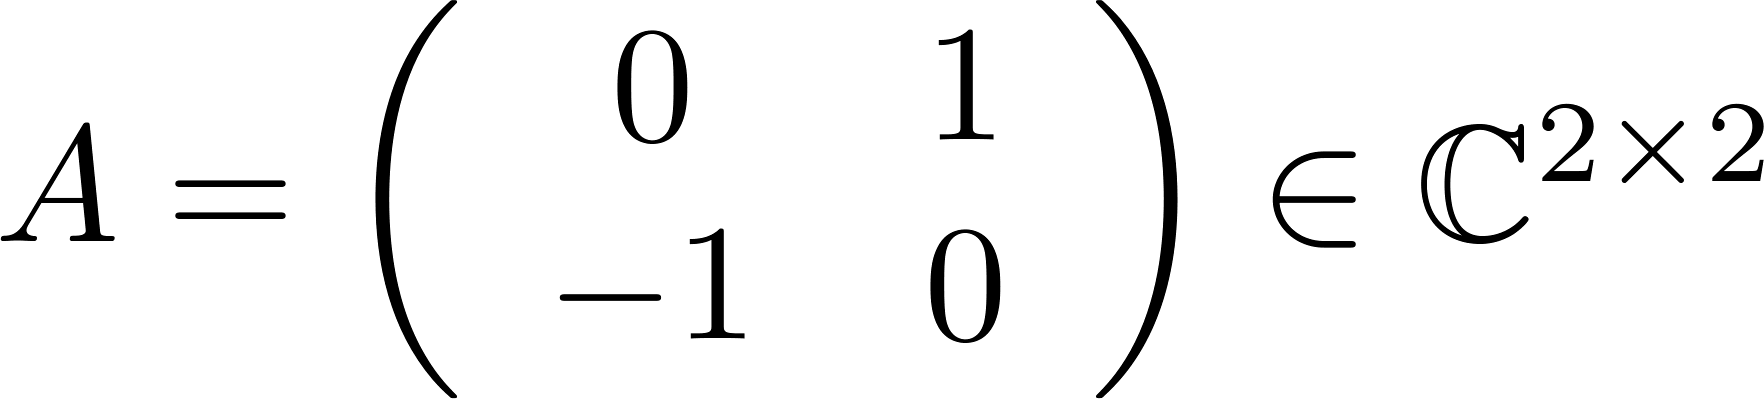 A = ( 0 1
-1 0 ) ∈ ℂ^{2×2}